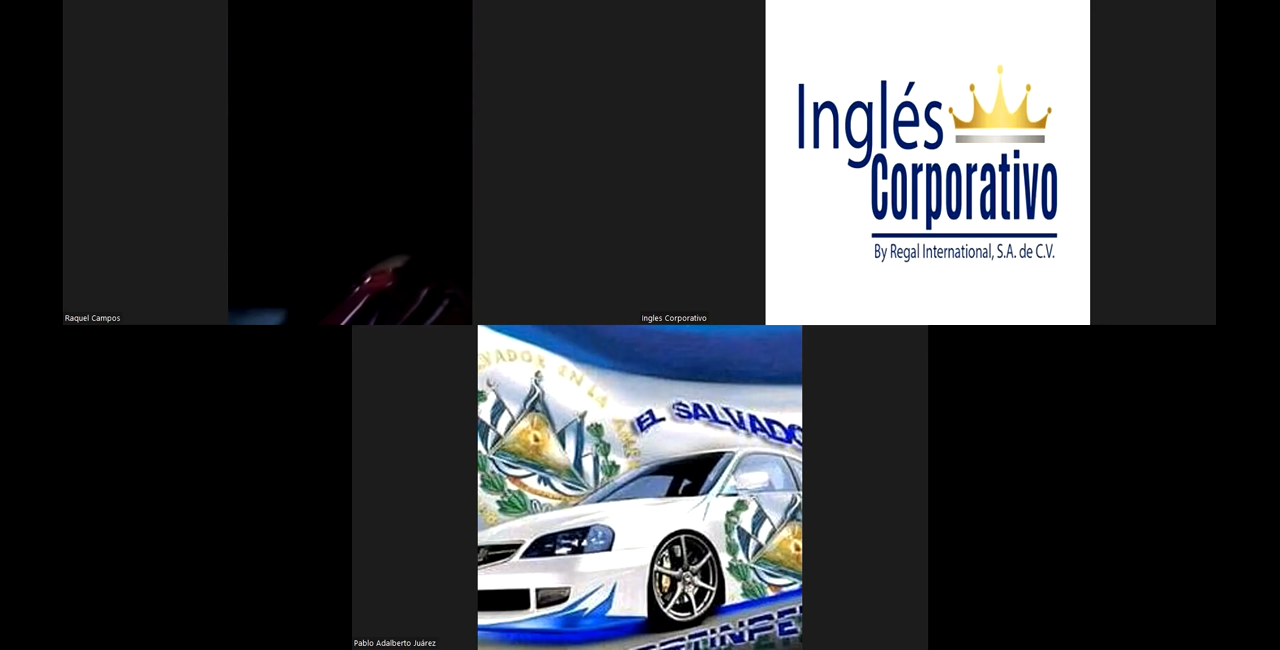 Inglés
Corporativo
By Regal International, S.A. de C.V.
Raquel Campos
Ingles Corporativo
EL SALVADO
Pablo Adalberto Juárez